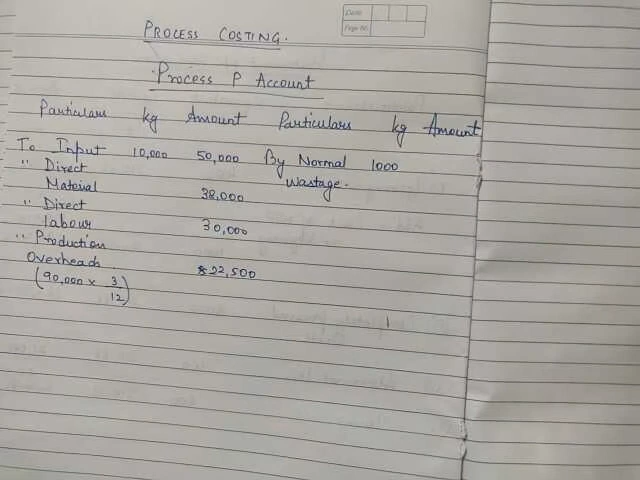 Date
Page No.
PROCESS COSTING.
Process P Account
Particulars kg Amount Particulars kg Amount
To Input 10,000 50,000 By Normal 1000
" Direct Wastage.
Material 38,000
" Direct
labour 30,000
" Production
Overheads 22,500
(90,000 x 3/12)